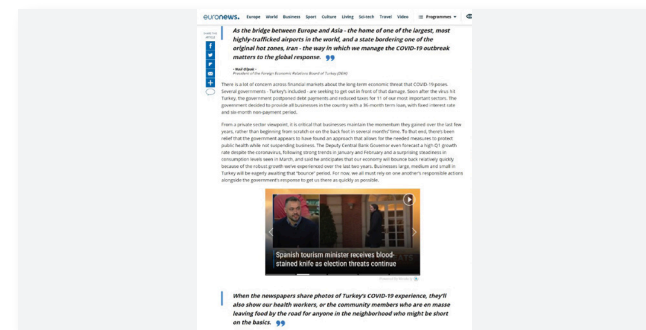 euronews.
Europe World Business Sport Culture Living Sci-tech Travel Video Programmes
As the bridge between Europe and Asia - the home of one of the largest, most
highly-trafficked airports in the world, and a state bordering one of the
original hot zones, Iran - the way in which we manage the COVID-19 outbreak
matters to the global response.
President of the Foreign Economic Relations Board of Turkey (DEIK)
There is a lot of concern across financial markets about the long-term economic threat that COVID-19 poses.
Several governments - Turkey's included - are seeking to get out in front of that damage. Soon after the virus hit
Turkey, the government postponed debt payments and reduced taxes for 11 of our most important sectors. The
government decided to provide all businesses in the country with a 36-month term loan, with fixed interest rate
and six-month non-payment period.
From a private sector viewpoint, it is critical that businesses maintain the momentum they gained over the last few
years, rather than beginning from scratch or on the back foot in several months' time. To that end, there's been
relief that the government appears to have found an approach that allows for the needed measures to protect
public health while not suspending business. The Deputy Central Bank Governor even forecast a high Q1 growth
rate despite the coronavirus, following strong trends in January and February and a surprising steadiness in
consumption levels seen in March, and said he anticipates that our economy will bounce back relatively quickly
because of the robust growth we've experienced over the last two years. Businesses large, medium and small in
Turkey will be eagerly awaiting that "bounce" period. For now, we all must rely on one another's responsible actions
alongside the government's response to get us there as quickly as possible.
Spanish tourism minister receives blood-
stained knife as election threats continue
When the newspapers share photos of Turkey's COVID-19 experience, they'll
also show our health workers, or the community members who are en masse
leaving food by the road for anyone in the neighborhood who might be short
on the basics.